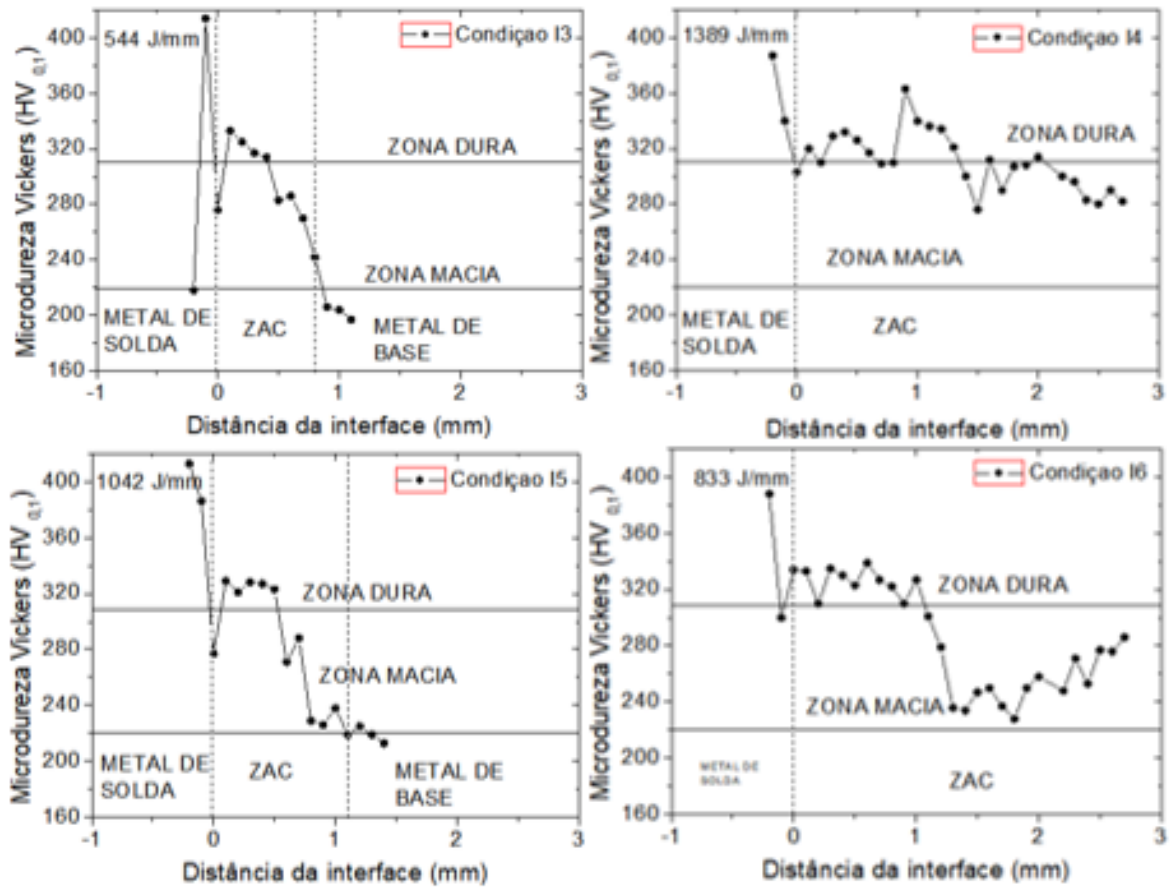 Microdureza Vickers (HV 0,1)
400
360
320
280
240
200
160
544 J/mm
Condiçao I3
ZONA DURA
ZONA MACIA
METAL DE
SOLDA
ZAC
METAL DE
BASE
-1
0
1
2
3
Distância da interface (mm)
Microdureza Vickers (HV 0,1)
400
360
320
280
240
200
160
1389 J/mm
Condiçao I4
ZONA DURA
ZONA MACIA
METAL DE
SOLDA
ZAC
-1
0
1
2
3
Distância da interface (mm)
Microdureza Vickers (HV 0,1)
400
360
320
280
240
200
160
1042 J/mm
Condiçao I5
ZONA DURA
ZONA MACIA
METAL DE
SOLDA
ZAC
METAL DE
BASE
-1
0
1
2
3
Distância da interface (mm)
Microdureza Vickers (HV 0,1)
400
360
320
280
240
200
160
833 J/mm
Condiçao I6
ZONA DURA
ZONA MACIA
METAL DE
SOLDA
ZAC
-1
0
1
2
3
Distância da interface (mm)